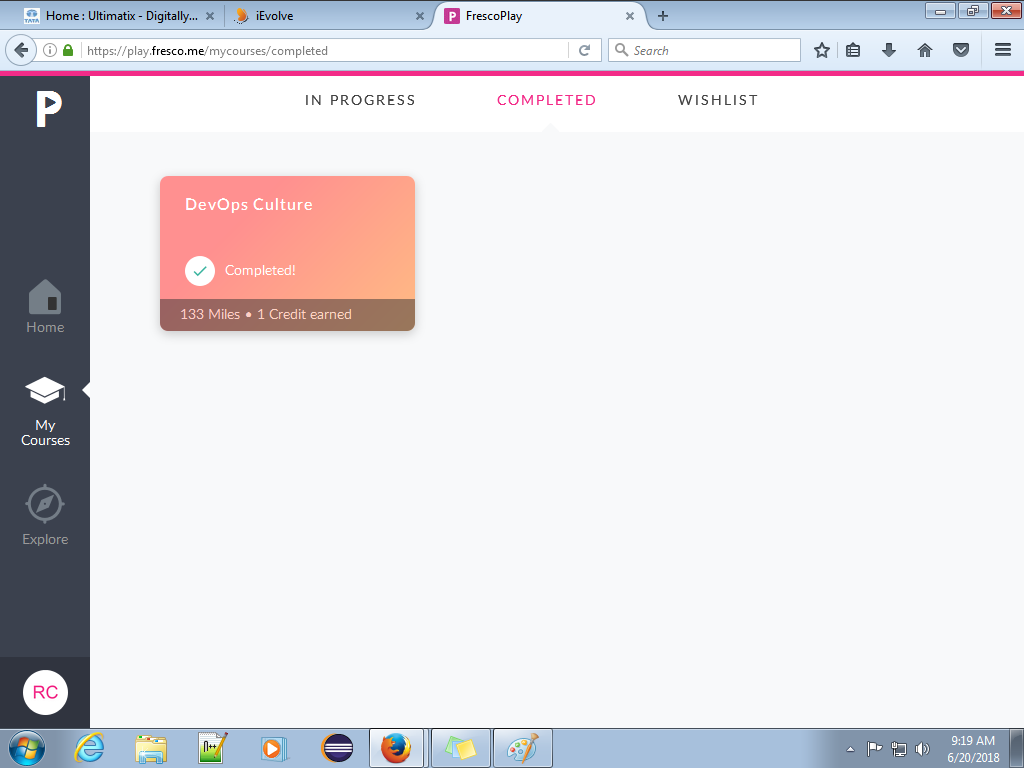 Home : Ultimatix - Digitally...
iEvolve
FrescoPlay
https://play.fresco.me/mycourses/completed
Search
IN PROGRESS
COMPLETED
WISHLIST
DevOps Culture
Completed!
133 Miles • 1 Credit earned
Home
My
Courses
Explore
RC
9:19 AM
6/20/2018